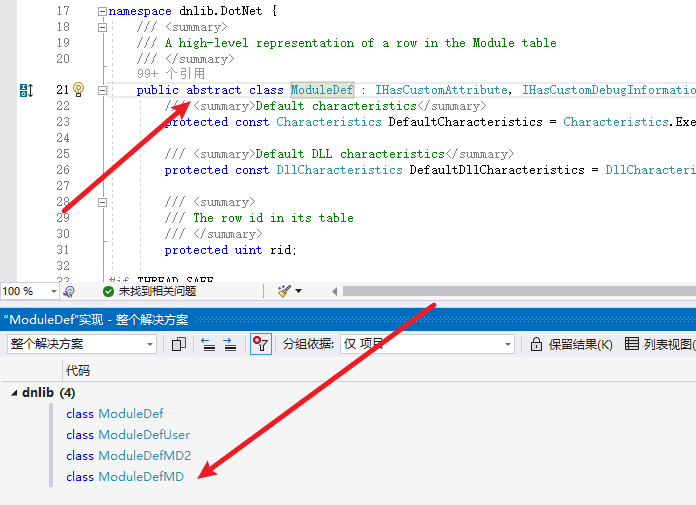 17 namespace dnlib.DotNet {
18 /// <summary>
19 /// A high-level representation of a row in the Module table
20 /// </summary>
99+ 个引用
21 public abstract class ModuleDef : IHasCustomAttribute, IHasCustomDebugInformatio
22 /// <summary>Default characteristics</summary>
23 protected const Characteristics DefaultCharacteristics = Characteristics.Exe
24
25 /// <summary>Default DLL characteristics</summary>
26 protected const DllCharacteristics DefaultDllCharacteristics = DllCharacteri
27
28 /// <summary>
29 /// The row id in its table
30 /// </summary>
31 protected uint rid;
32
#if THREAD_SAFE
100 % 未找到相关问题
"ModuleDef"实现 - 整个解决方案
整个解决方案 分组依据: 仅 项目 保留结果(K) 列表视图(
代码
dnlib (4)
class ModuleDef
class ModuleDefUser
class ModuleDefMD2
class ModuleDefMD